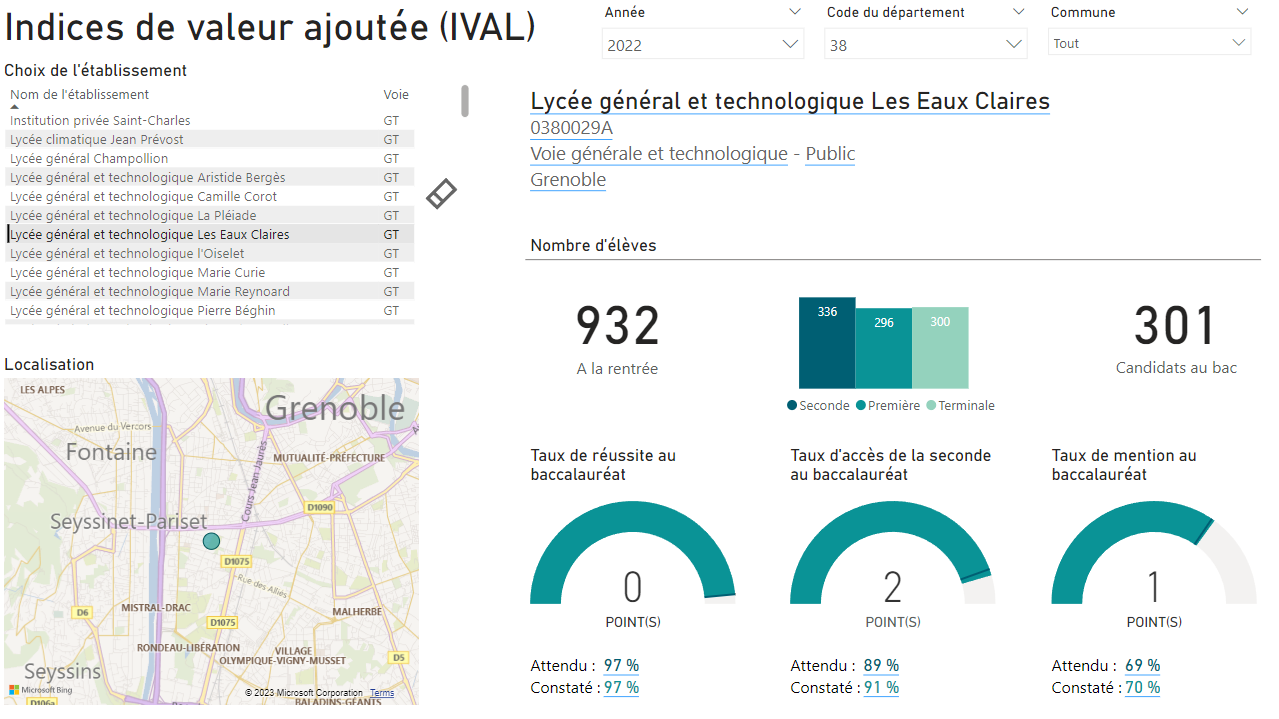 Indices de valeur ajoutée (IVAL)
Année
2022
Code du département
38
Commune
Tout
Choix de l'établissement
Nom de l'établissement Voie
Institution privée Saint-Charles GT
Lycée climatique Jean Prévost GT
Lycée général Champollion GT
Lycée général et technologique Aristide Bergès GT
Lycée général et technologique Camille Corot GT
Lycée général et technologique La Pléiade GT
Lycée général et technologique Les Eaux Claires GT
Lycée général et technologique l'Oiselet GT
Lycée général et technologique Marie Curie GT
Lycée général et technologique Marie Reynoard GT
Lycée général et technologique Pierre Béghin GT
Localisation
LES ALPES
Grenoble
Avenue du Vercors
Fontaine
MUTUALITÉ-PRÉFECTURE
Cours Jean Jaurès
D1090
Seyssinet-Pariset
D1075
Rue des Alliés
MISTRAL-DRAC
D6
MALHERBE
D1075
RONDEAU-LIBÉRATION
VILLAGE
OLYMPIQUE-VIGNY-MUSSET
D5
Seyssins
Microsoft Bing
© 2023 Microsoft Corporation Terms
D106a
BALADINS-GÉANTS
Lycée général et technologique Les Eaux Claires
0380029A
Voie générale et technologique - Public
Grenoble
Nombre d'élèves
932
A la rentrée
336
296
300
Seconde Première Terminale
301
Candidats au bac
Taux de réussite au
baccalauréat
0
POINT(S)
Attendu : 97 %
Constaté : 97 %
Taux d'accès de la seconde
au baccalauréat
2
POINT(S)
Attendu : 89 %
Constaté : 91 %
Taux de mention au
baccalauréat
1
POINT(S)
Attendu : 69 %
Constaté : 70 %